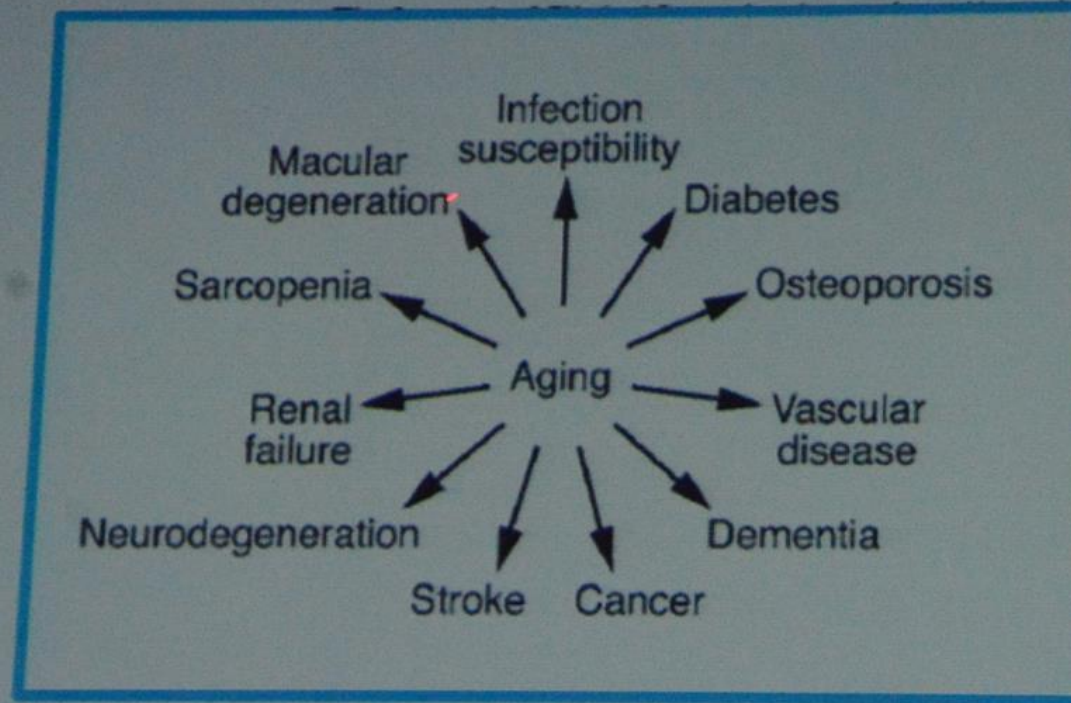 Infection
susceptibility
Macular
degeneration
Diabetes
Sarcopenia
Osteoporosis
Aging
Renal
failure
Vascular
disease
Neurodegeneration
Dementia
Stroke
Cancer